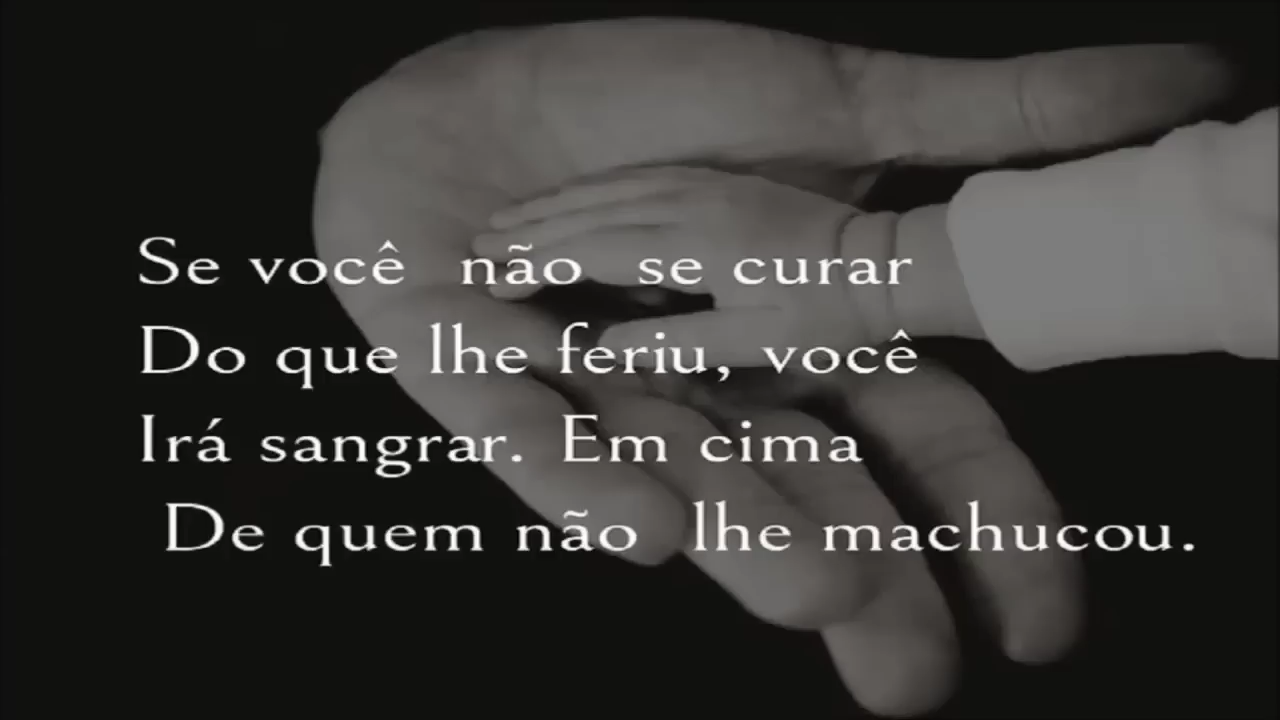 Se você não se curar
Do que lhe feriu, você
Irá sangrar. Em cima
De quem não lhe machucou.